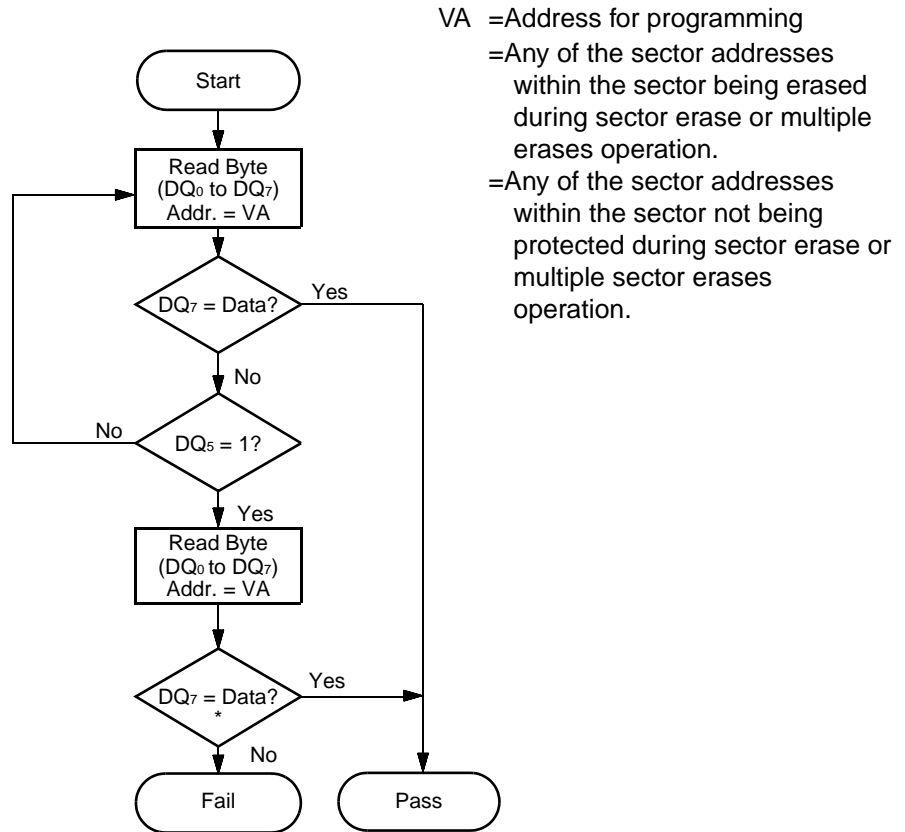 VA =Address for programming
=Any of the sector addresses
within the sector being erased
during sector erase or multiple
erases operation.
=Any of the sector addresses
within the sector not being
protected during sector erase or
multiple sector erases
operation.
Start
Read Byte
(DQ0 to DQ7)
Addr. = VA
DQ7 = Data?
Yes
No
DQ5 = 1?
No
Yes
Read Byte
(DQ0 to DQ7)
Addr. = VA
DQ7 = Data?
*
Yes
No
Fail
Pass